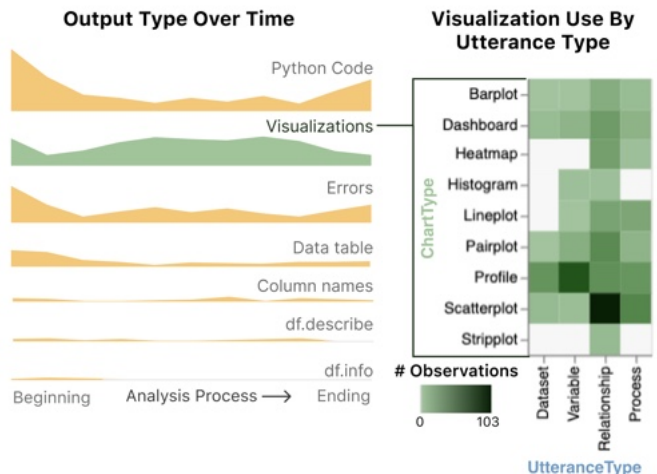 Output Type Over Time
Python Code
Visualizations
Errors
Data table
Column names
df.describe
df.info
Beginning
Analysis Process
Ending
Visualization Use By
Utterance Type
ChartType
Barplot
Dashboard
Heatmap
Histogram
Lineplot
Pairplot
Profile
Scatterplot
Stripplot
# Observations
0
103
Dataset
Variable
Relationship
Process
UtteranceType